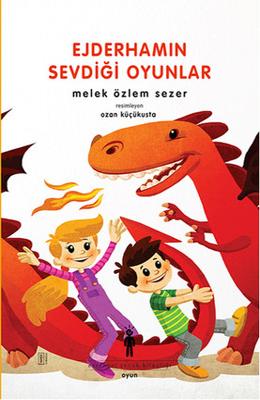 EJDERHAMIN
SEVDİĞİ OYUNLAR
melek özlem sezer
resimleyen
ozan küçükusta
oyun